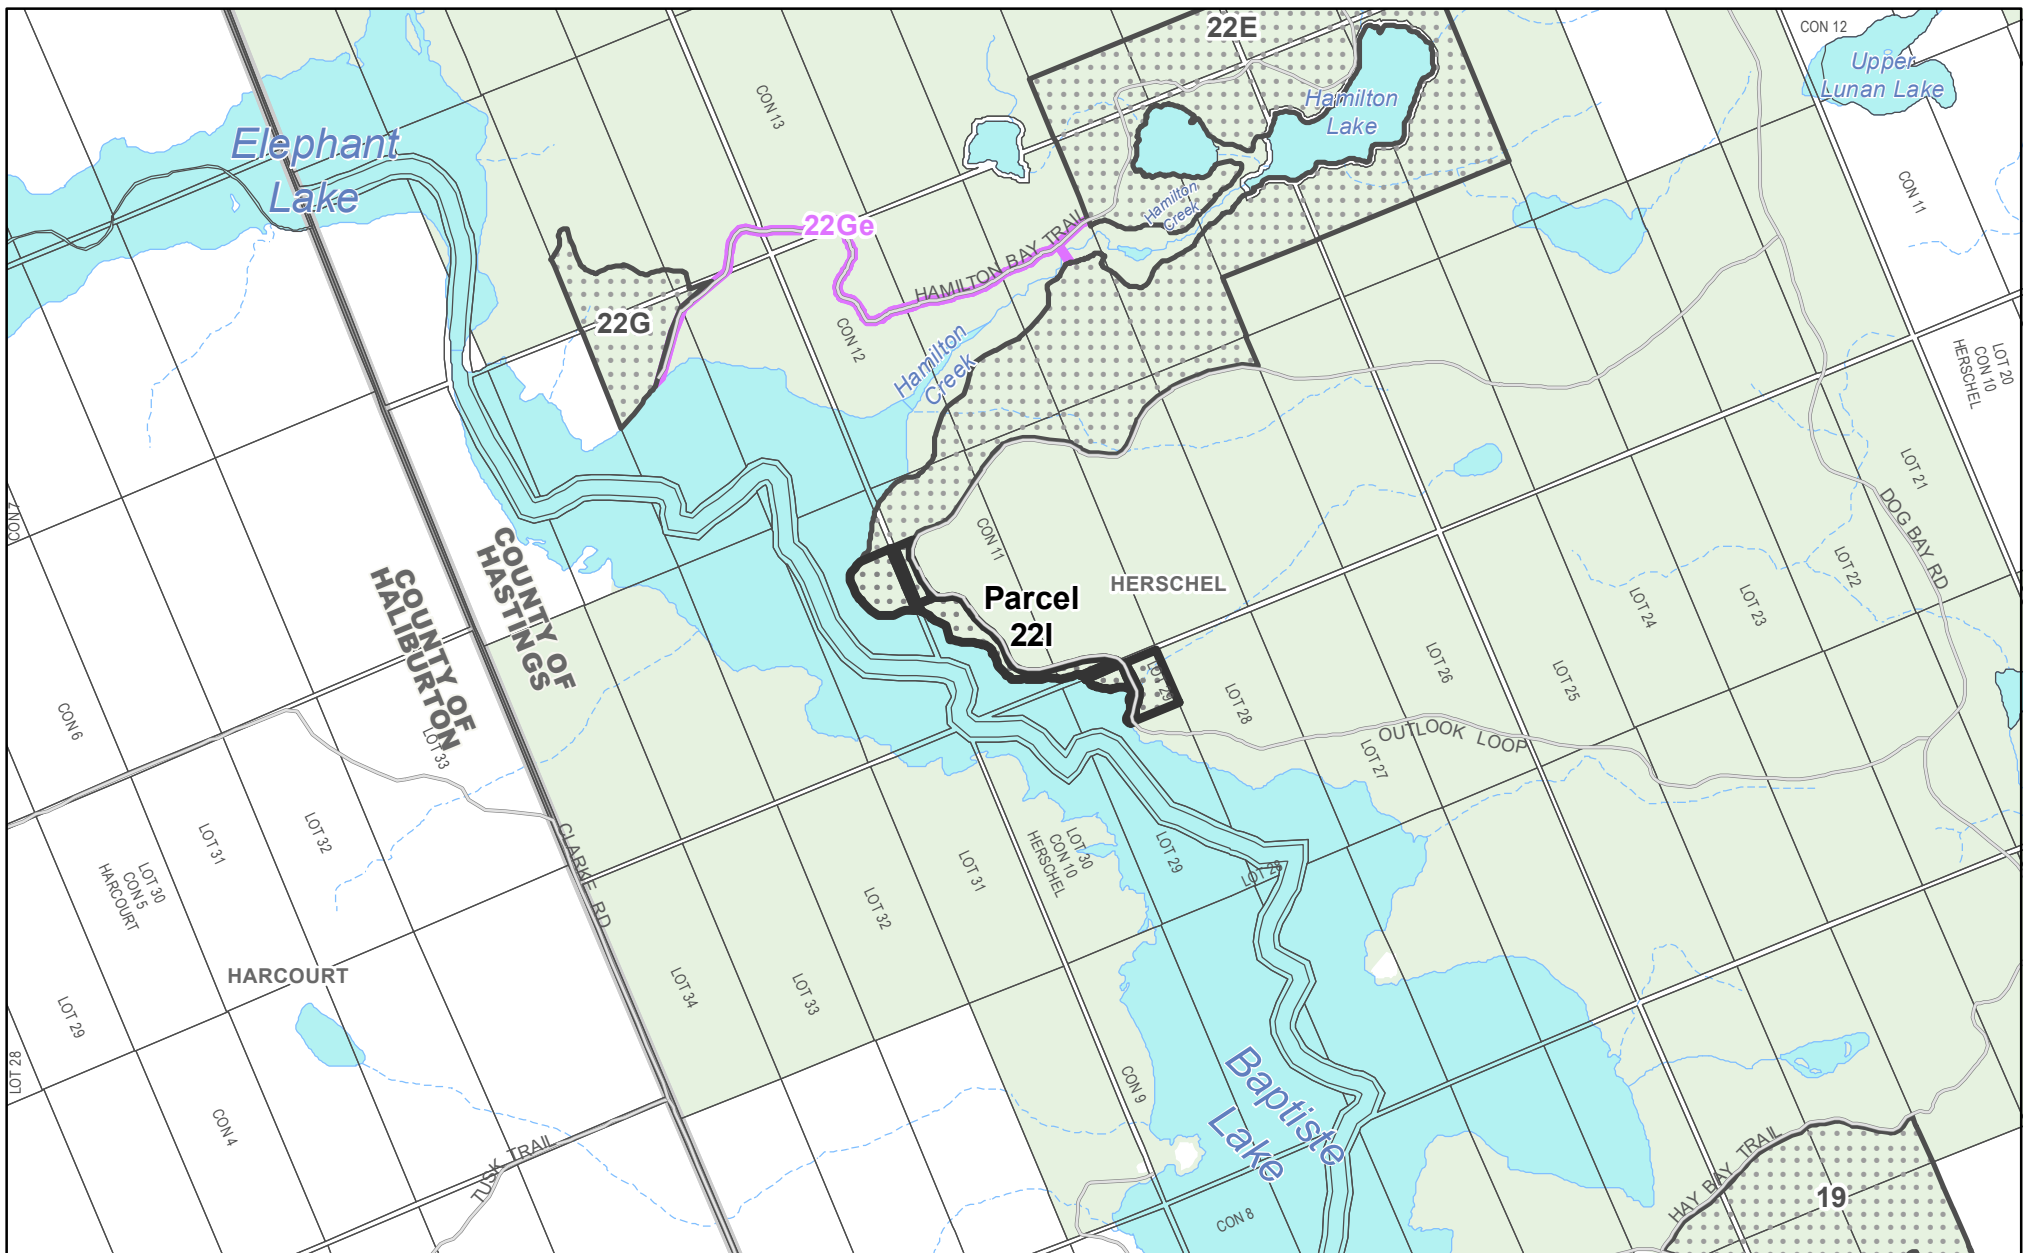 22E
CON 12
Upper
Lunan Lake
Hamilton
Lake
CON 13
Elephant
Lake
CON 11
Hamilton
Creek
22Ge
HAMILTON BAY TRAIL
22G
CON 12
Hamilton
Creek
LOT 20
CON 10
HERSCHEL
LOT 21
DOG BAY RD
CON 7
CON 11
LOT 22
COUNTY OF
HASTINGS
COUNTY OF
HALIBURTON
Parcel
22I
HERSCHEL
LOT 24
LOT 23
LOT 29
LOT 28
LOT 26
LOT 25
CON 6
LOT 33
OUTLOOK LOOP
LOT 27
LOT 31
LOT 32
CLARKE RD
LOT 30
CON 5
HARCOURT
LOT 31
LOT 30
CON 10
HERSCHEL
LOT 29
LOT 28
LOT 32
HARCOURT
LOT 34
LOT 33
LOT 29
LOT 28
CON 4
CON 9
Baptiste
Lake
TUSK TRAIL
HAY BAY TRAIL
19
CON 8